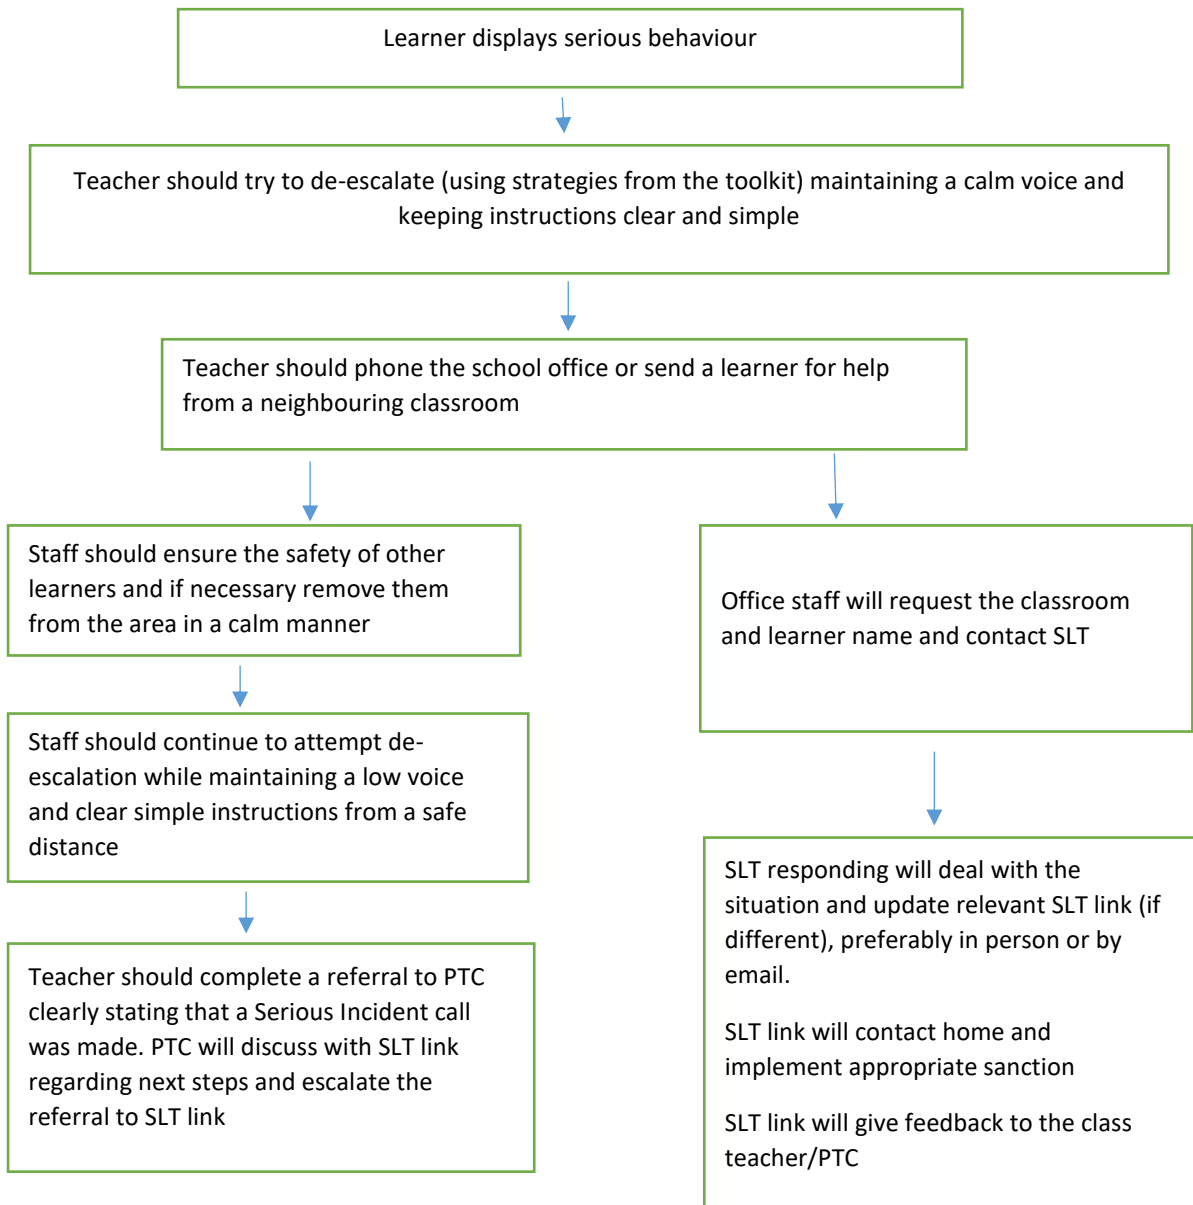 Learner displays serious behaviour
Teacher should try to de-escalate (using strategies from the toolkit) maintaining a calm voice and
keeping instructions clear and simple
Teacher should phone the school office or send a learner for help
from a neighbouring classroom
Staff should ensure the safety of other
learners and if necessary remove them
from the area in a calm manner
Staff should continue to attempt de-
escalation while maintaining a low voice
and clear simple instructions from a safe
distance
Teacher should complete a referral to PTC
clearly stating that a Serious Incident call
was made. PTC will discuss with SLT link
regarding next steps and escalate the
referral to SLT link
Office staff will request the classroom
and learner name and contact SLT
SLT responding will deal with the
situation and update relevant SLT link (if
different), preferably in person or by
email.
SLT link will contact home and
implement appropriate sanction
SLT link will give feedback to the class
teacher/PTC